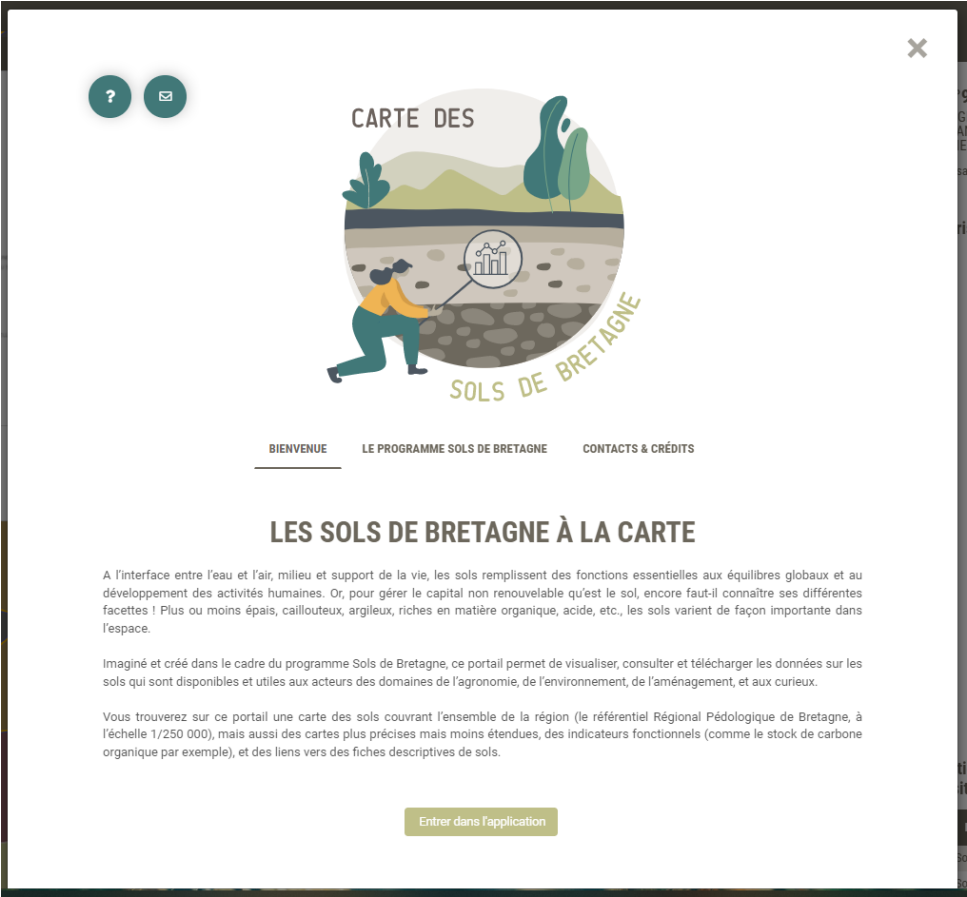 ?
CARTE DES
SOLS DE BRETAGNE
BIENVENUE
LE PROGRAMME SOLS DE BRETAGNE
CONTACTS & CRÉDITS
LES SOLS DE BRETAGNE À LA CARTE
A l’interface entre l’eau et l’air, milieu et support de la vie, les sols remplissent des fonctions essentielles aux équilibres globaux et au
développement des activités humaines. Or, pour gérer le capital non renouvelable qu’est le sol, encore faut-il connaître ses différentes
facettes ! Plus ou moins épais, caillouteux, argileux, riches en matière organique, acide, etc., les sols varient de façon importante dans
l’espace.
Imaginé et créé dans le cadre du programme Sols de Bretagne, ce portail permet de visualiser, consulter et télécharger les données sur les
sols qui sont disponibles et utiles aux acteurs des domaines de l’agronomie, de l’environnement, de l’aménagement, et aux curieux.
Vous trouverez sur ce portail une carte des sols couvrant l’ensemble de la région (le référentiel Régional Pédologique de Bretagne, à
l’échelle 1/250 000), mais aussi des cartes plus précises mais moins étendues, des indicateurs fonctionnels (comme le stock de carbone
organique par exemple), et des liens vers des fiches descriptives de sols.
Entrer dans l'application